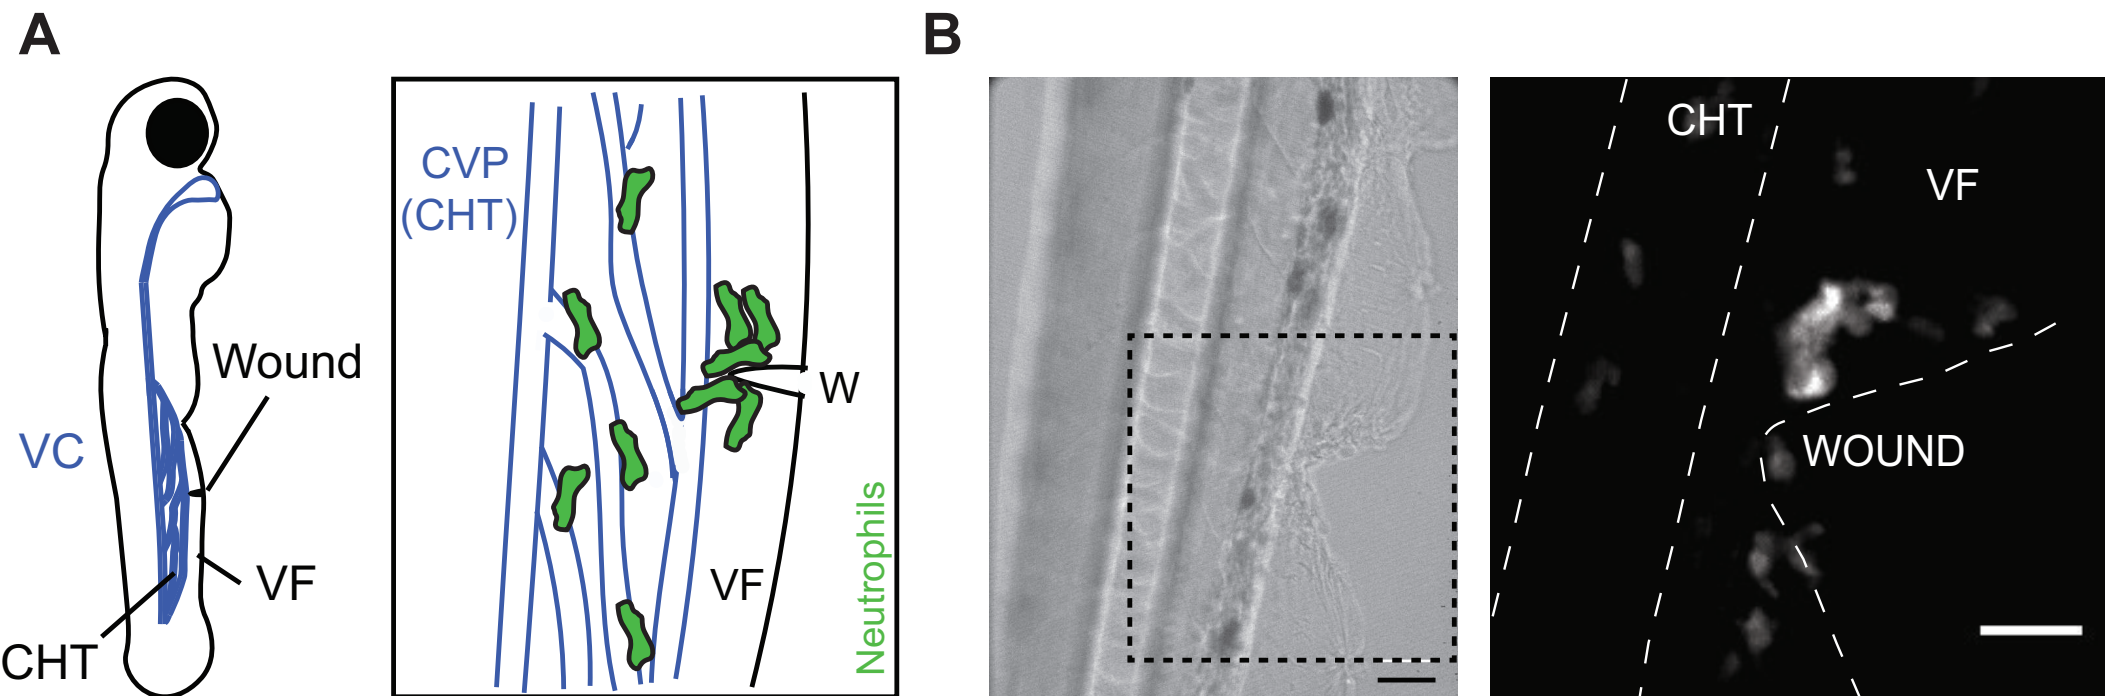 A
Wound
VC
VF
CHT
CVP
(CHT)
W
VF
Neutrophils
B
CHT
VF
WOUND